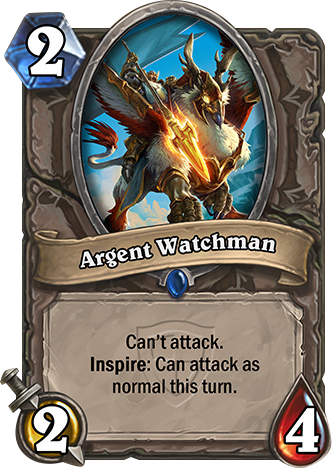 2
Argent Watchman
Can't attack.
Inspire: Can attack as
normal this turn.
2
4